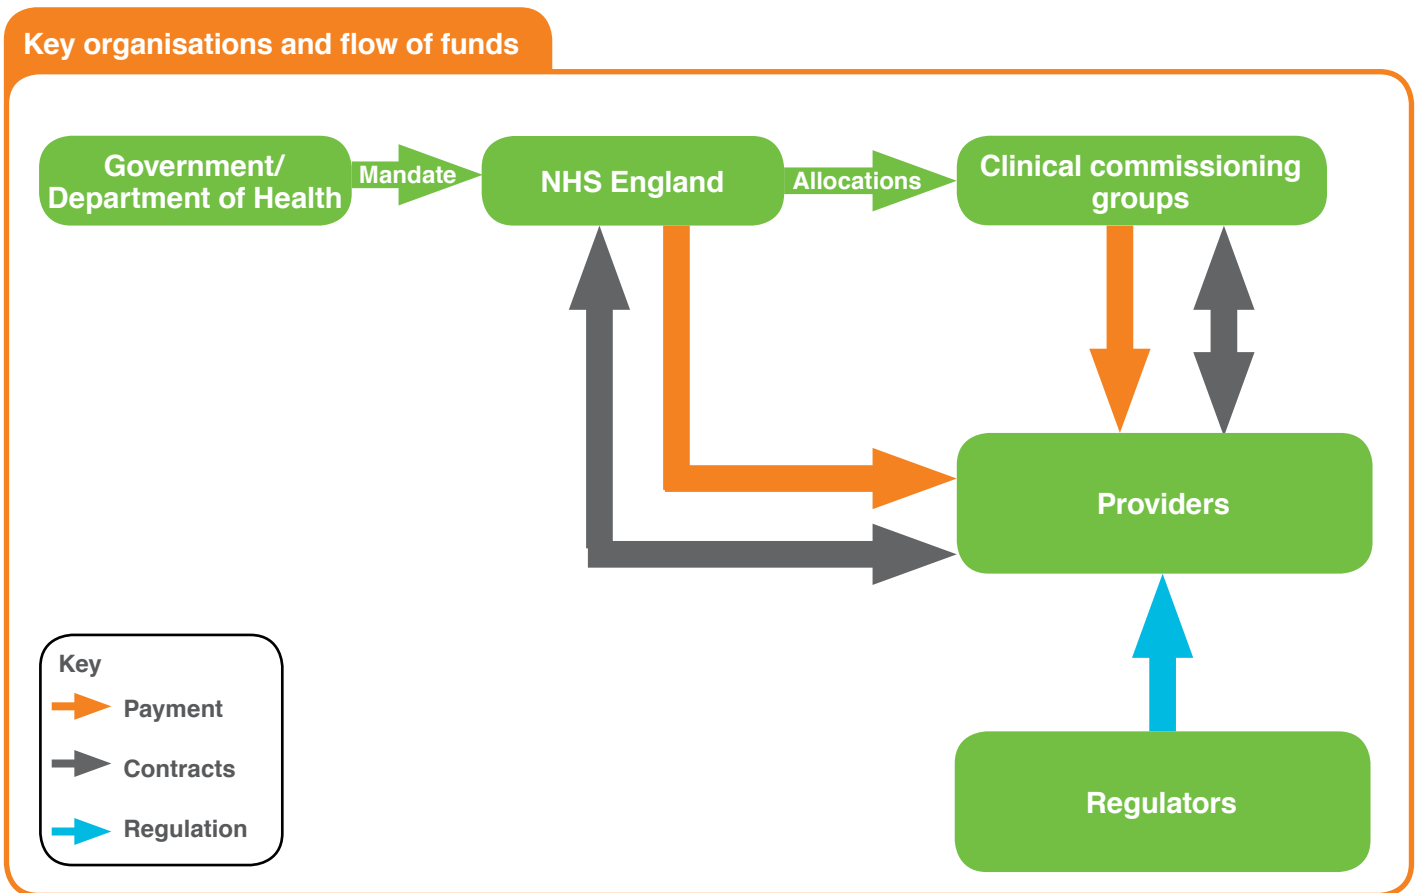 Key organisations and flow of funds
Government/
Department of Health
Mandate
NHS England
Allocations
Clinical commissioning
groups
Providers
Regulators
Key
Payment
Contracts
Regulation